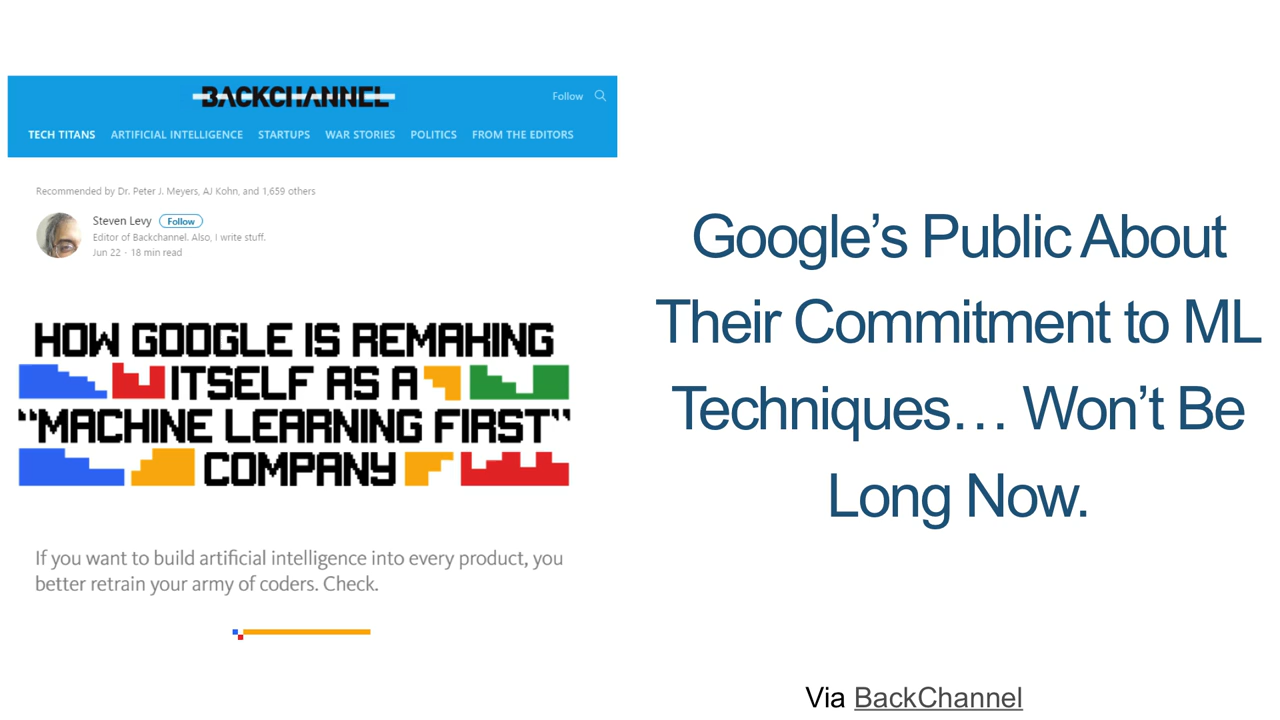 BACKCHANNEL
Follow
TECH TITANS ARTIFICIAL INTELLIGENCE STARTUPS WAR STORIES POLITICS FROM THE EDITORS
Recommended by Dr. Peter J. Meyers, AJ Kohn, and 1,659 others
Steven Levy Follow
Editor of Backchannel. Also, I write stuff.
Jun 22 · 18 min read
HOW GOOGLE IS REMAKING
ITSELF AS A
“MACHINE LEARNING FIRST”
COMPANY
If you want to build artificial intelligence into every product, you
better retrain your army of coders. Check.
Google’s Public About
Their Commitment to ML
Techniques… Won’t Be
Long Now.
Via BackChannel